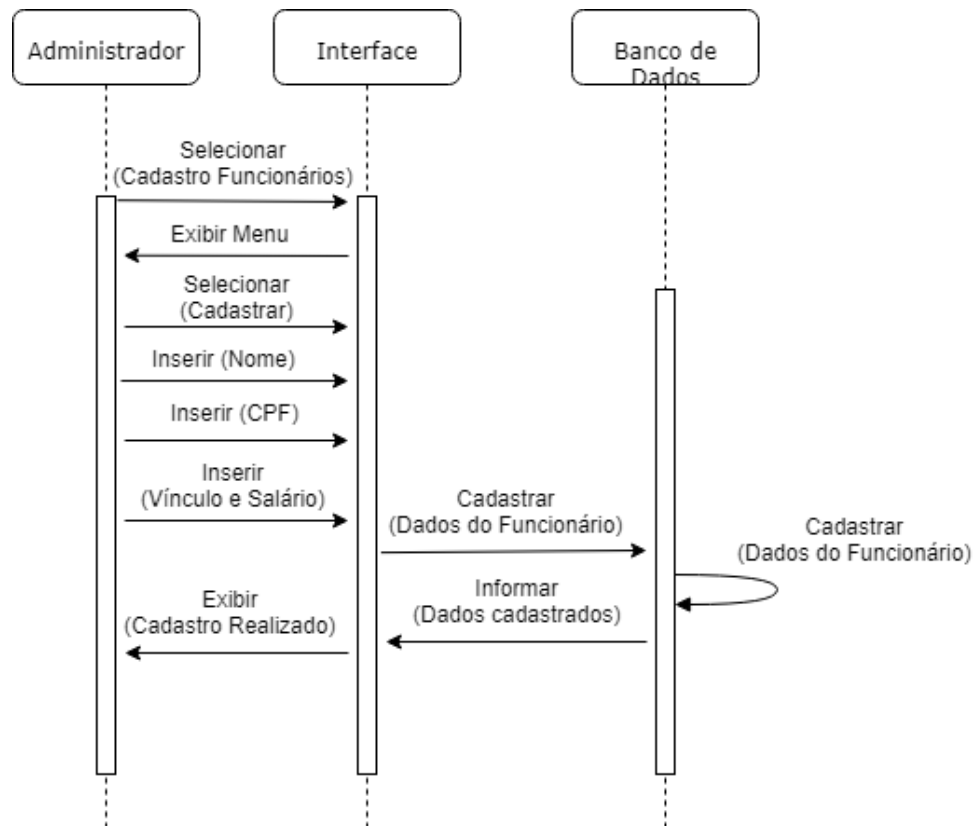 Administrador
Interface
Banco de
Dados
Selecionar
(Cadastro Funcionários)
Exibir Menu
Selecionar
(Cadastrar)
Inserir (Nome)
Inserir (CPF)
Inserir
(Vínculo e Salário)
Cadastrar
(Dados do Funcionário)
Cadastrar
(Dados do Funcionário)
Informar
(Dados cadastrados)
Exibir
(Cadastro Realizado)